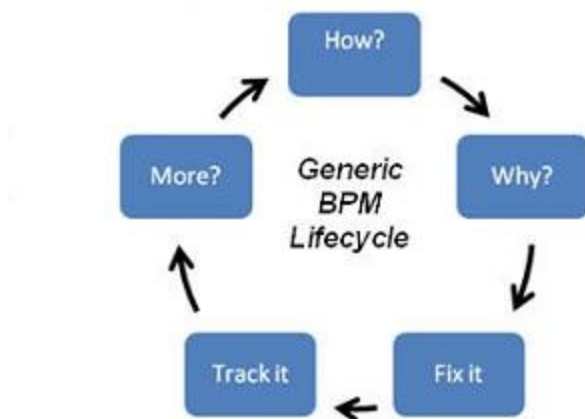 How?
Why?
Fix it
Track it
More?
Generic
BPM
Lifecycle